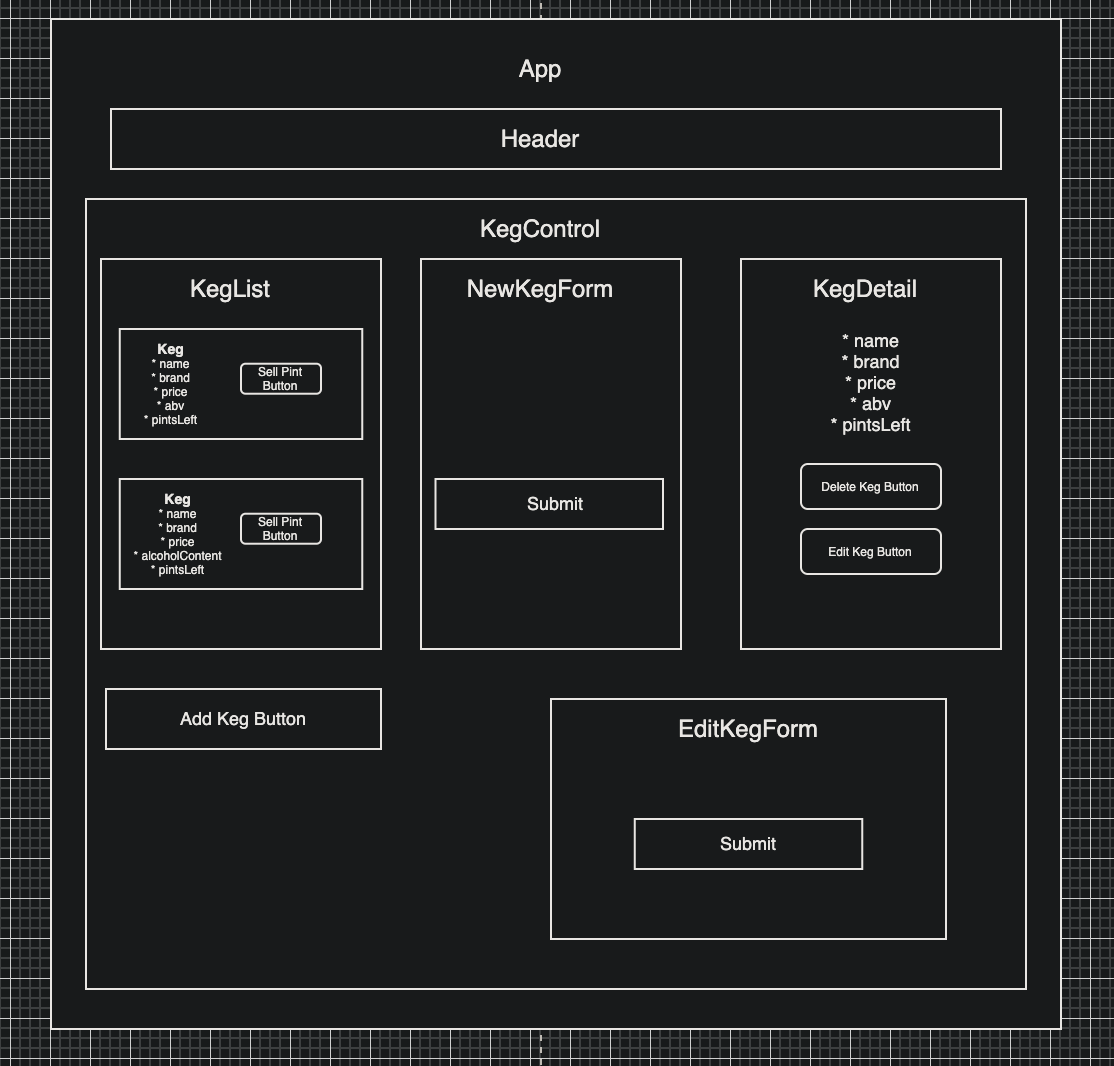 App
Header
KegControl
KegList
Keg
* name
* brand
* price
* abv
* pintsLeft
Sell Pint
Button
Keg
* name
* brand
* price
* alcoholContent
* pintsLeft
Sell Pint
Button
Add Keg Button
NewKegForm
Submit
KegDetail
* name
* brand
* price
* abv
* pintsLeft
Delete Keg Button
Edit Keg Button
EditKegForm
Submit